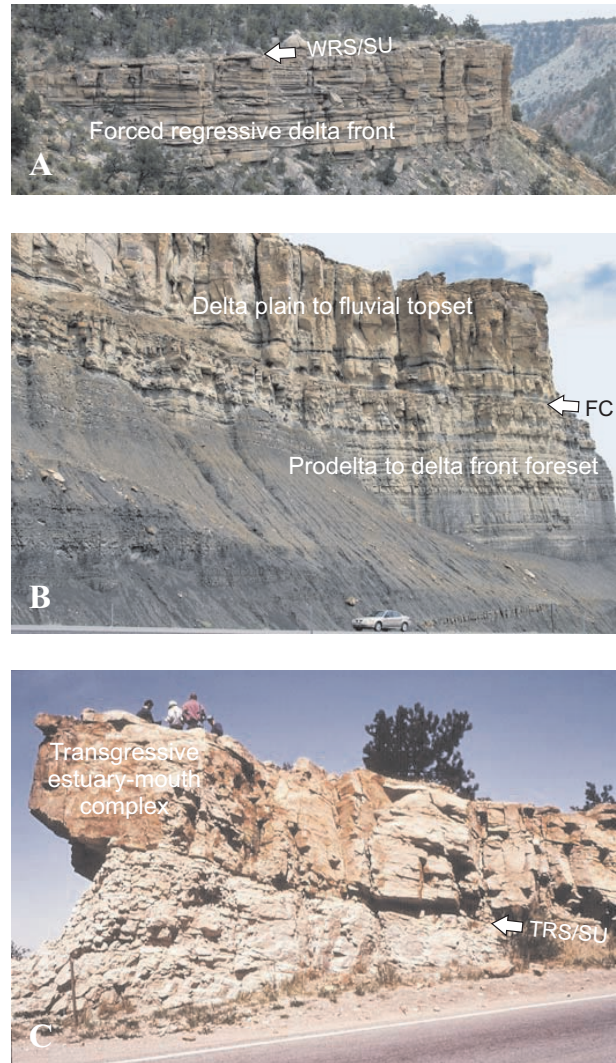 WRS/SU
Forced regressive delta front
A
Delta plain to fluvial topset
FC
Prodelta to delta front foreset
B
Transgressive
estuary-mouth
complex
TRS/SU
C